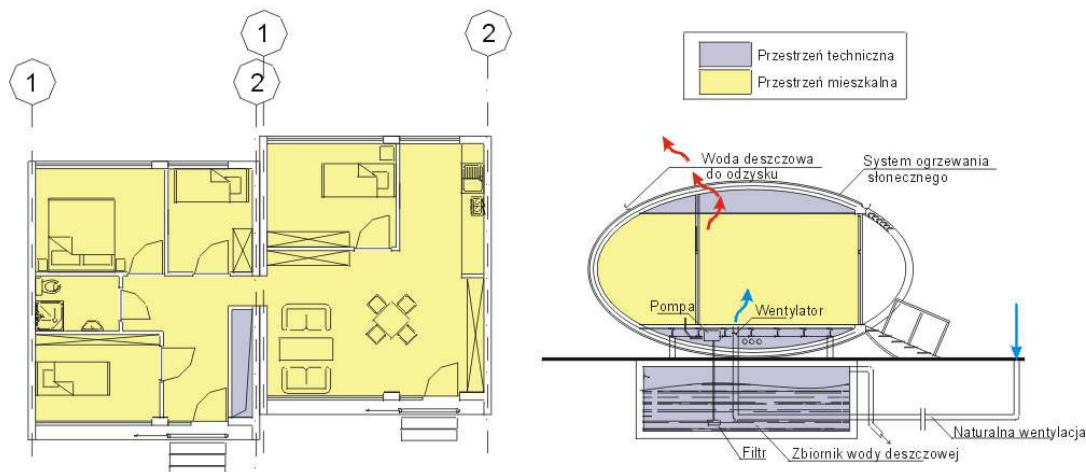 1
2
1
2
Przestrzeń techniczna
Przestrzeń mieszkalna
Woda deszczowa
do odzysku
System ogrzewania
słonecznego
Pompa
Wentylator
Naturalna wentylacja
Filtr
Zbiornik wody deszczowej